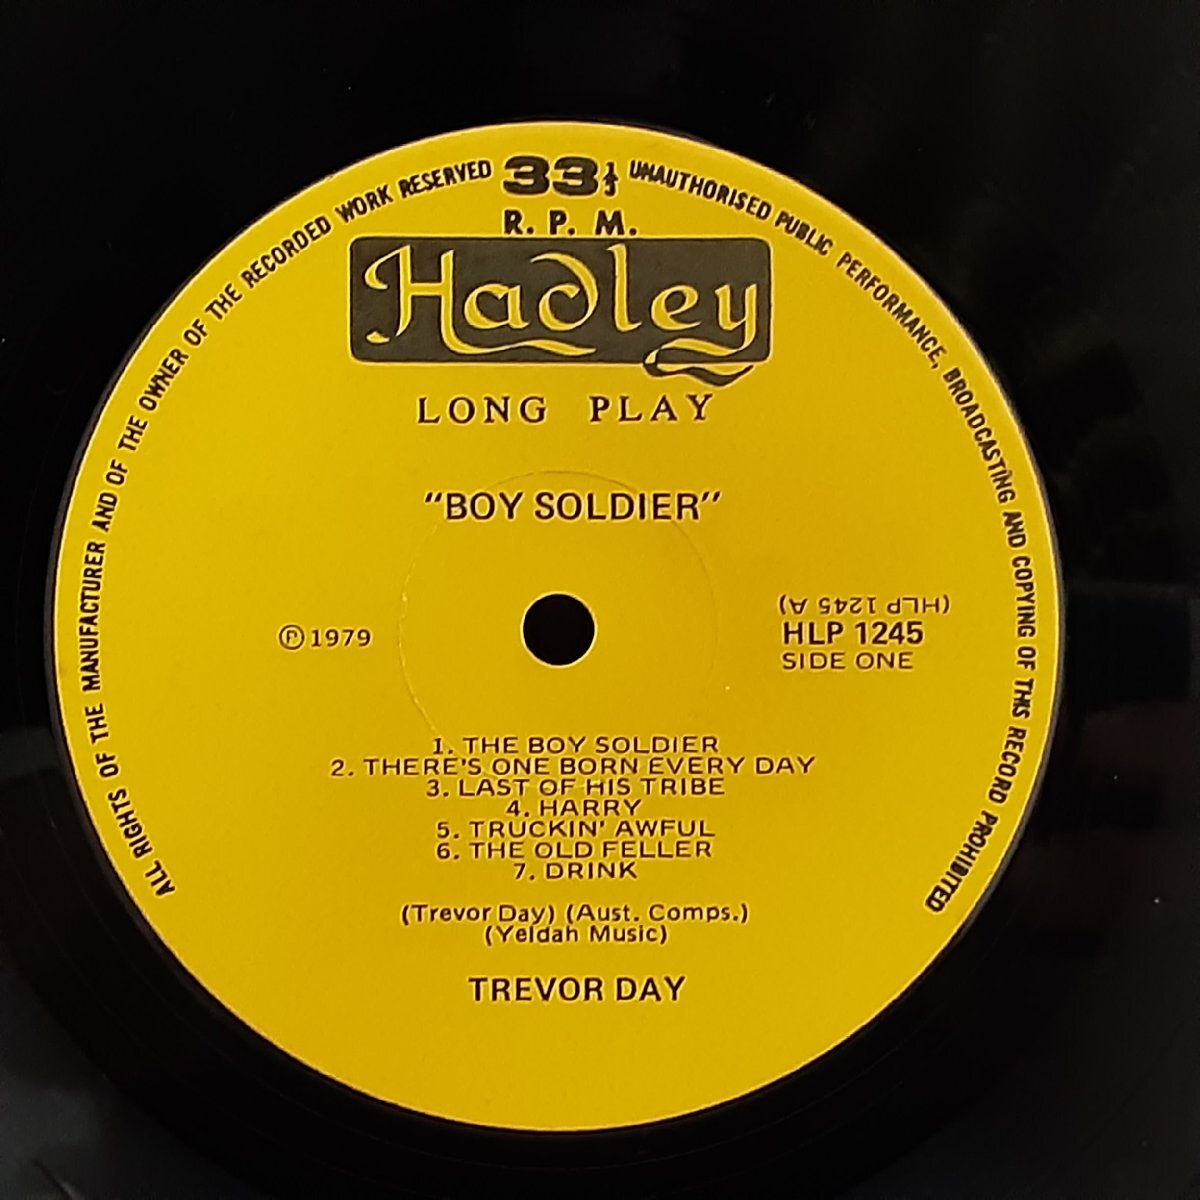 ALL RIGHTS OF THE MANUFACTURER AND OF THE OWNER OF THE RECORDED WORK RESERVED
33⅓
UNAUTHORISED PUBLIC PERFORMANCE, BROADCASTING AND COPYING OF THIS RECORD PROHIBITED
R. P. M.
Hadley
LONG PLAY
"BOY SOLDIER"
℗ 1979
(HLP 1245 A)
HLP 1245
SIDE ONE
1. THE BOY SOLDIER
2. THERE'S ONE BORN EVERY DAY
3. LAST OF HIS TRIBE
4. HARRY
5. TRUCKIN' AWFUL
6. THE OLD FELLER
7. DRINK
(Trevor Day) (Aust. Comps.)
(Yeldah Music)
TREVOR DAY